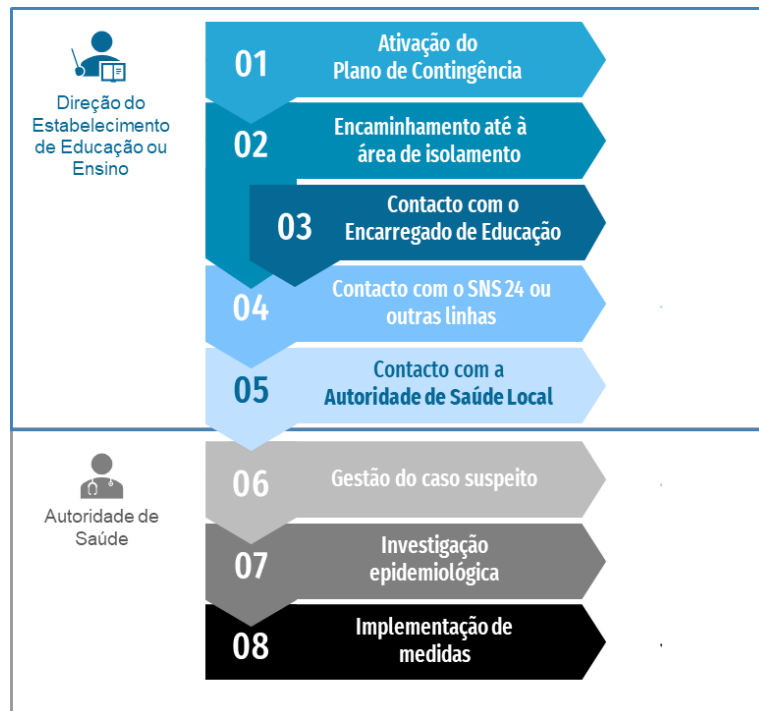 Direção do
Estabelecimento
de Educação ou
Ensino
01
Ativação do
Plano de Contingência
02
Encaminhamento até à
área de isolamento
03
Contacto com o
Encarregado de Educação
04
Contacto com o SNS 24 ou
outras linhas
05
Contacto com a
Autoridade de Saúde Local
Autoridade de
Saúde
06
Gestão do caso suspeito
07
Investigação
epidemiológica
08
Implementação de
medidas